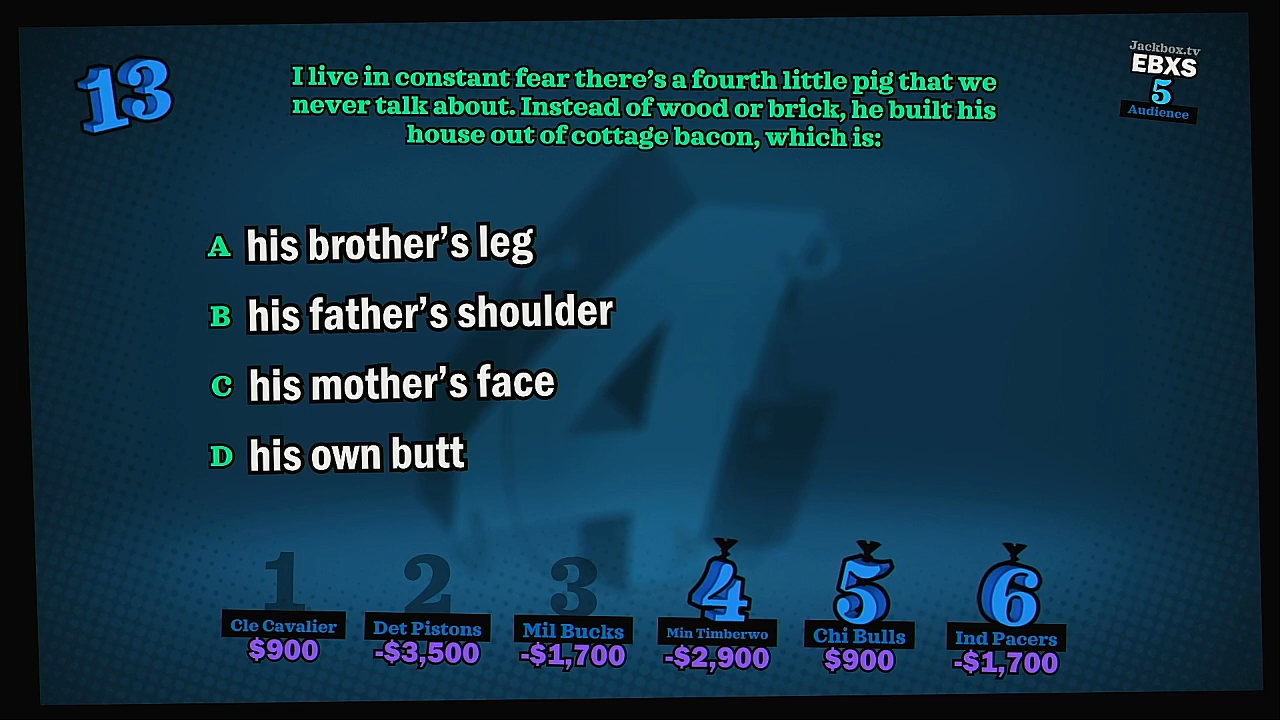 13
I live in constant fear there's a fourth little pig that we
never talk about. Instead of wood or brick, he built his
house out of cottage bacon, which is:
Jackbox.tv
EBXS
5
Audience
A his brother's leg
B his father's shoulder
C his mother's face
D his own butt
4
1 2 3 4 5 6
Cle Cavalier Det Pistons Mil Bucks Min Timberwo Chi Bulls Ind Pacers
$900 -$3,500 -$1,700 -$2,900 $900 -$1,700